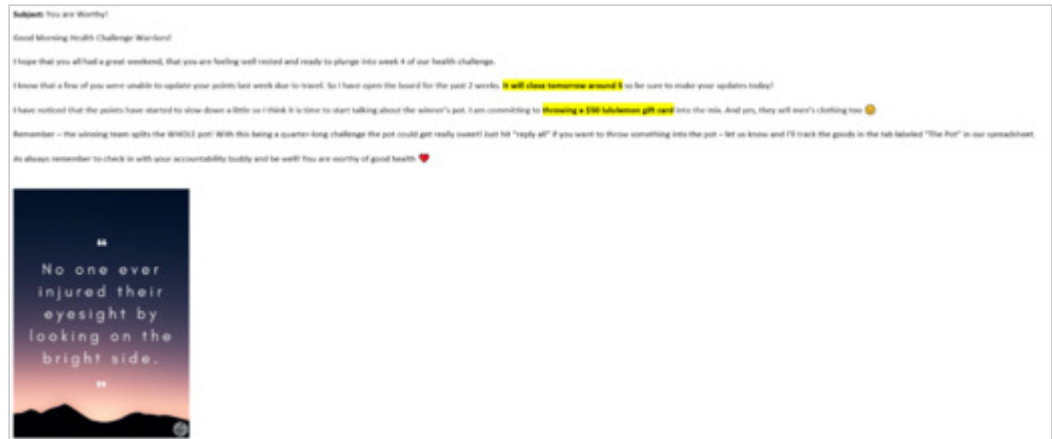 Subject: You are Worthy!
Good Morning Health Challenge Warriors!
I hope that you all had a great weekend, that you are feeling well rested and ready to plunge into week 4 of our health challenge.
I know that a few of you were unable to update your points last week due to travel. So I have open the board for the past 2 weeks. It will close tomorrow around 5 so be sure to make your updates today!
I have noticed that the points have started to slow down a little so I think it is time to start talking about the winner's pot. I am committing to throwing a $50 lululemon gift card into the mix. And yes, they sell men's clothing too 😊
Remember – the winning team splits the WHOLE pot! With this being a quarter-long challenge the pot could get really sweet! Just hit "reply all" if you want to throw something into the pot – let us know and I'll track the goods in the tab labeled "The Pot" in our spreadsheet.
As always remember to check in with your accountability buddy and be well! You are worthy of good health ❤
“
No one ever
injured their
eyesight by
looking on the
bright side.
”